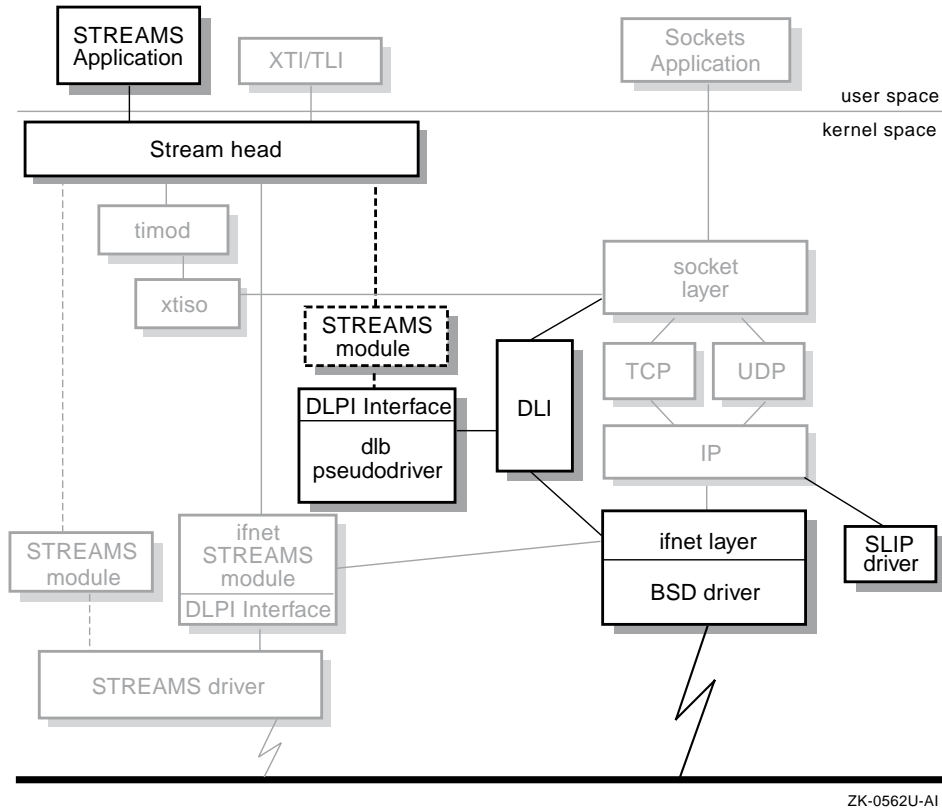 STREAMS
Application
XTI/TLI
Sockets
Application
user space
kernel space
Stream head
timod
xtiso
socket
layer
STREAMS
module
TCP
UDP
DLI
DLPI Interface
dlb
pseudodriver
IP
ifnet
STREAMS
module
DLPI Interface
STREAMS
module
ifnet layer
BSD driver
SLIP
driver
STREAMS driver
ZK-0562U-AI